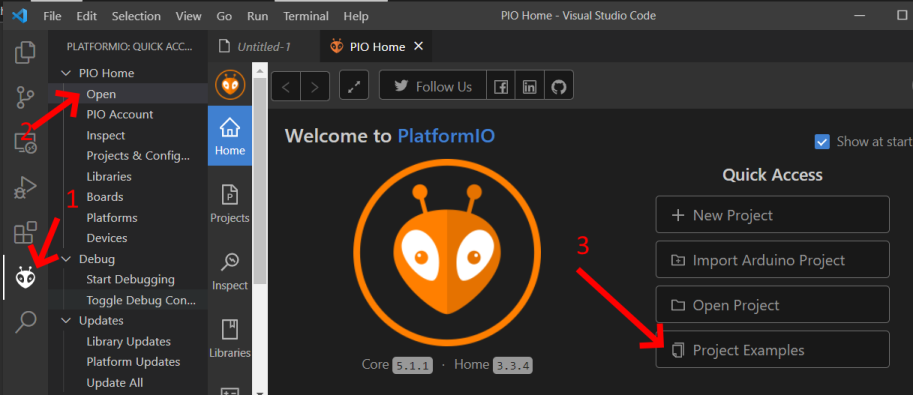 File Edit Selection View Go Run Terminal Help PIO Home - Visual Studio Code
PLATFORMIO: QUICK ACC...
Untitled-1
PIO Home
PIO Home
Open
PIO Account
Inspect
Projects & Config...
Libraries
Boards
Platforms
Devices
Debug
Start Debugging
Toggle Debug Con...
Updates
Library Updates
Platform Updates
Update All
2
1
Home
Projects
Inspect
Libraries
Follow Us
Welcome to PlatformIO
Show at start
Core 5.1.1 · Home 3.3.4
Quick Access
New Project
Import Arduino Project
Open Project
Project Examples
3